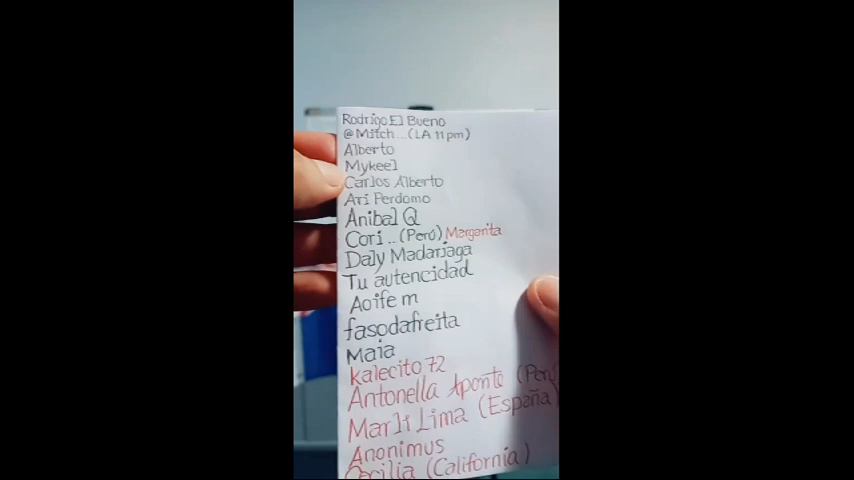 Rodrigo El Bueno
@Mitch...(LA 11 pm)
Alberto
Mykeel
Carlos Alberto
Ari Perdomo
Anibal Q
Cori..(Perú) Margarita
Daly Madariaga
Tu autencidad
Aoife m
fasodafreita
Maia
kalecito 72
Antonella Aponte (Perú
Marli Lima (España)
Anonimus
Cecilia (California)